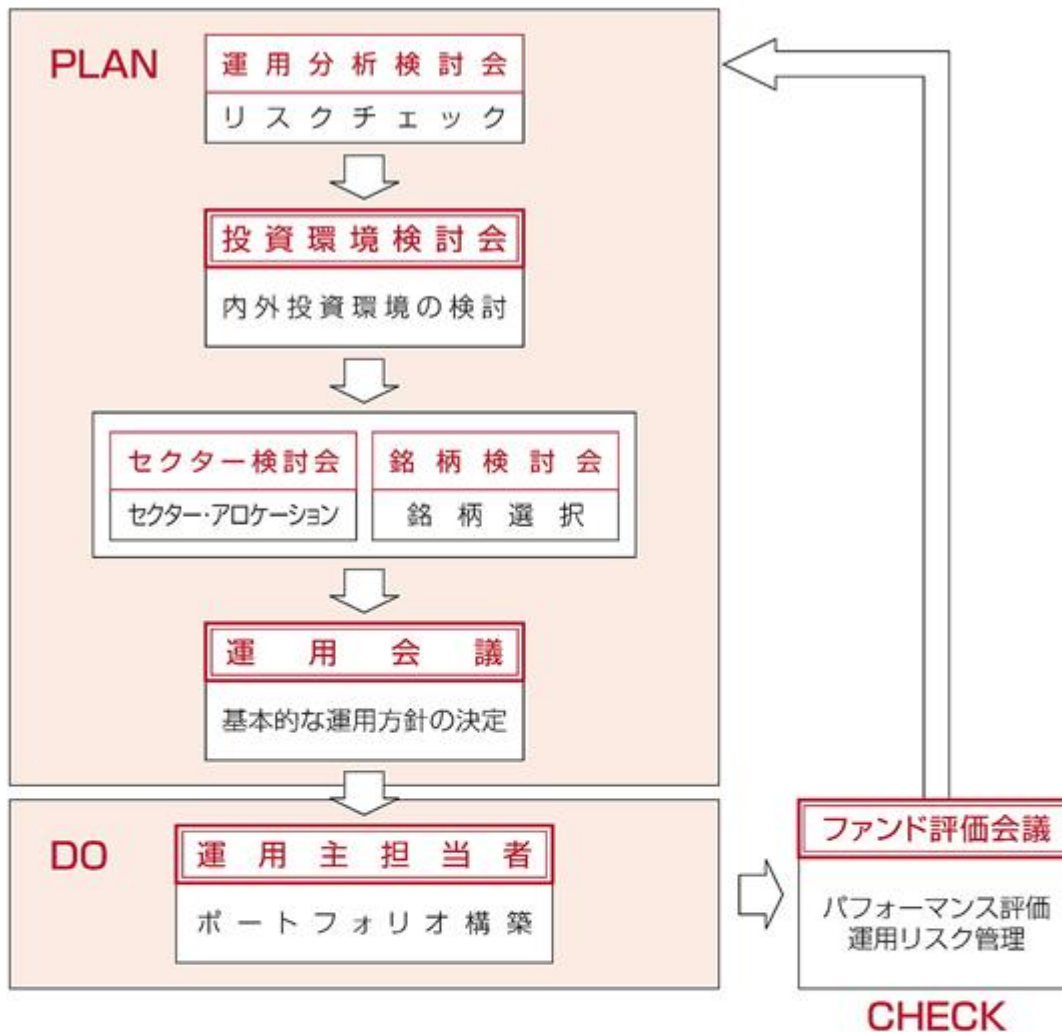 PLAN
運用分析検討会
リスクチェック
投資環境検討会
内外投資環境の検討
セクター検討会
セクター・アロケーション
銘柄検討会
銘柄選択
運用会議
基本的な運用方針の決定
DO
運用主担当者
ポートフォリオ構築
ファンド評価会議
パフォーマンス評価
運用リスク管理
CHECK